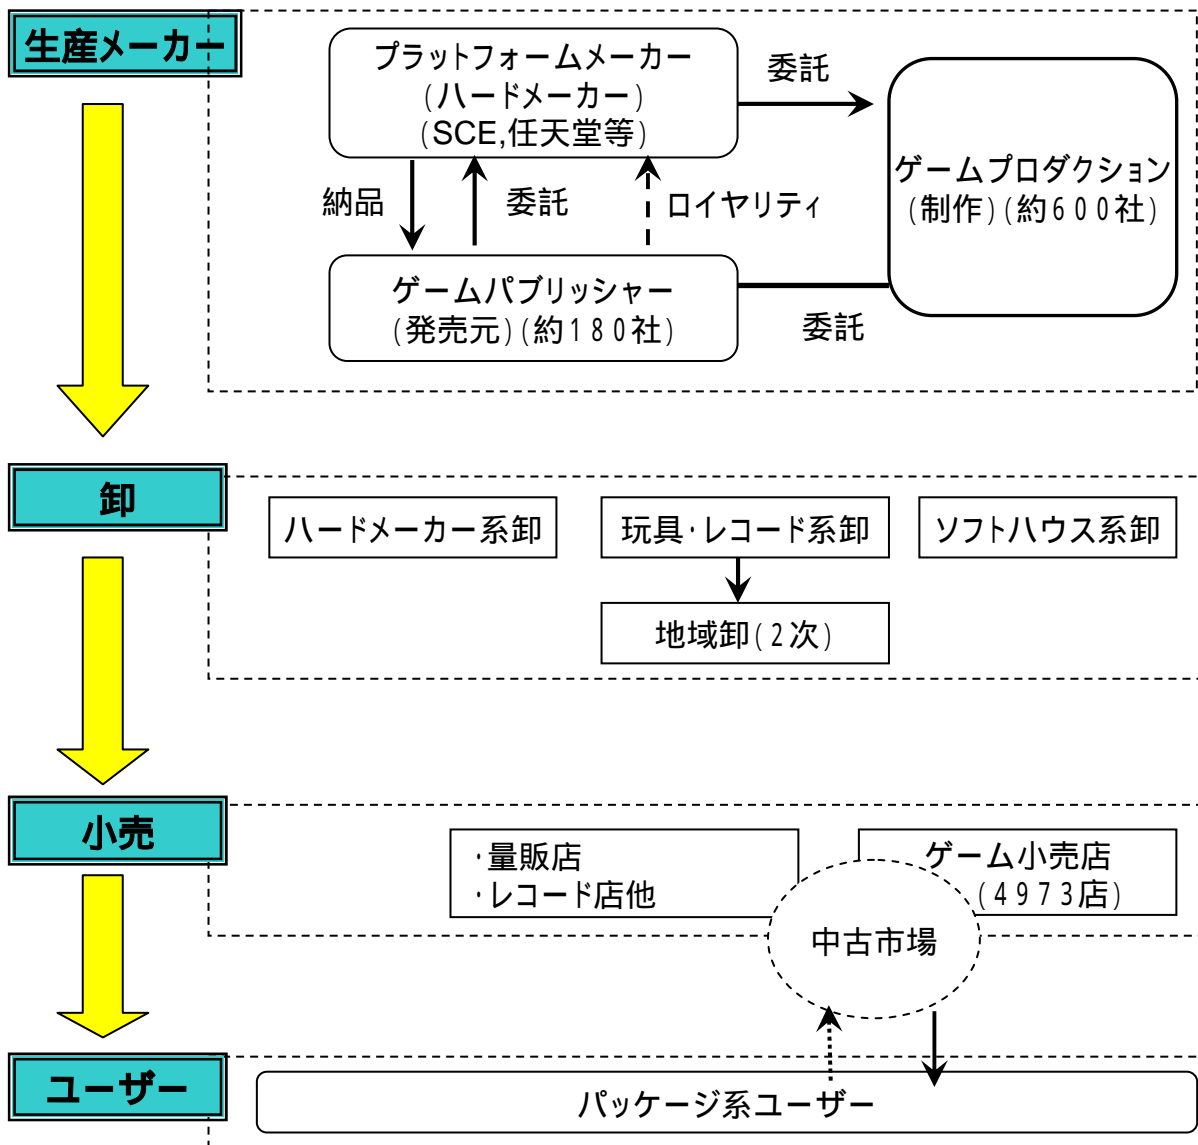 生産メーカー
プラットフォームメーカー
(ハードメーカー)
(SCE,任天堂等)
委託
ゲームプロダクション
(制作)(約600社)
納品
委託
ロイヤリティ
ゲームパブリッシャー
(発売元)(約180社)
委託
卸
ハードメーカー系卸
玩具・レコード系卸
ソフトハウス系卸
地域卸(2次)
小売
・量販店
・レコード店他
ゲーム小売店
(4973店)
中古市場
ユーザー
パッケージ系ユーザー